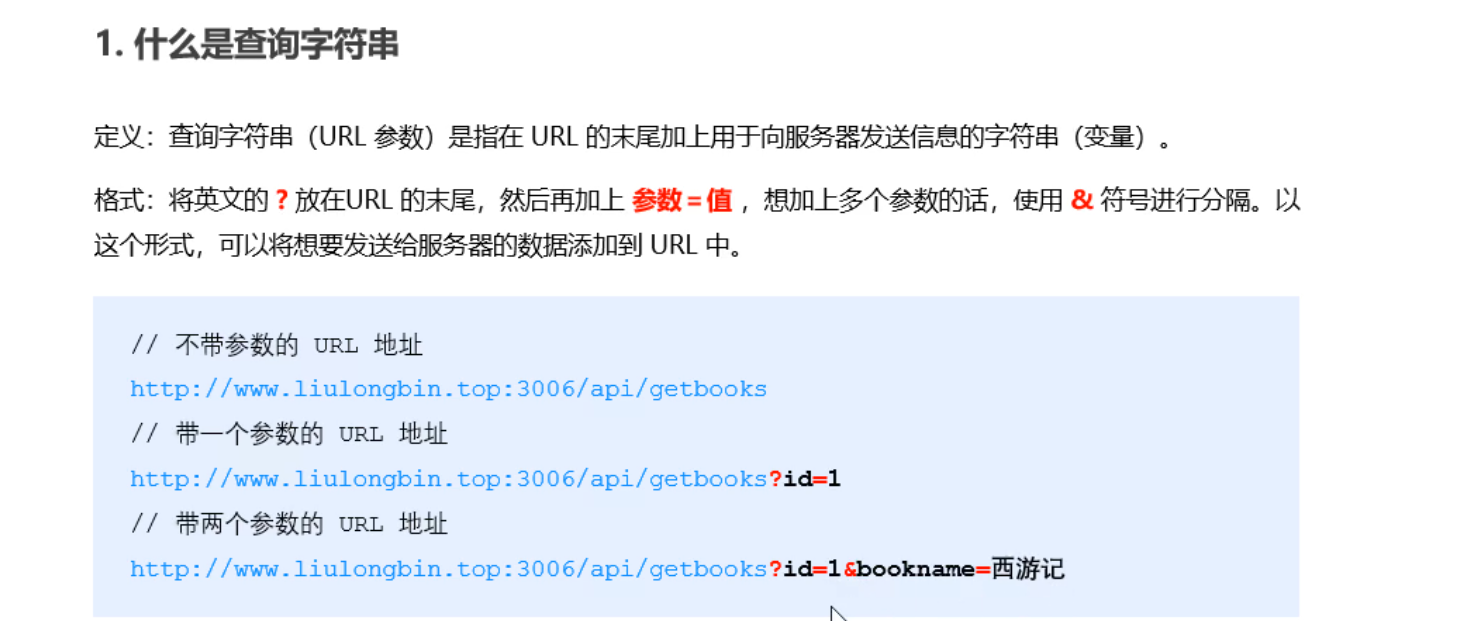 1. 什么是查询字符串
定义：查询字符串（URL 参数）是指在 URL 的末尾加上用于向服务器发送信息的字符串（变量）。
格式：将英文的 ? 放在URL 的末尾，然后再加上 参数＝值 ，想加上多个参数的话，使用 & 符号进行分隔。以
这个形式，可以将想要发送给服务器的数据添加到 URL 中。
// 不带参数的 URL 地址
http://www.liulongbin.top:3006/api/getbooks
// 带一个参数的 URL 地址
http://www.liulongbin.top:3006/api/getbooks?id=1
// 带两个参数的 URL 地址
http://www.liulongbin.top:3006/api/getbooks?id=1&bookname=西游记